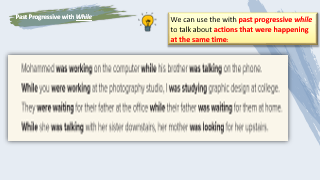 Past Progressive with While
We can use the with past progressive while
to talk about actions that were happening
at the same time:
Mohammed was working on the computer while his brother was talking on the phone.
While you were working at the photography studio, I was studying graphic design at college.
They were waiting for their father at the office while their father was waiting for them at home.
While she was talking with her sister downstairs, her mother was looking for her upstairs.